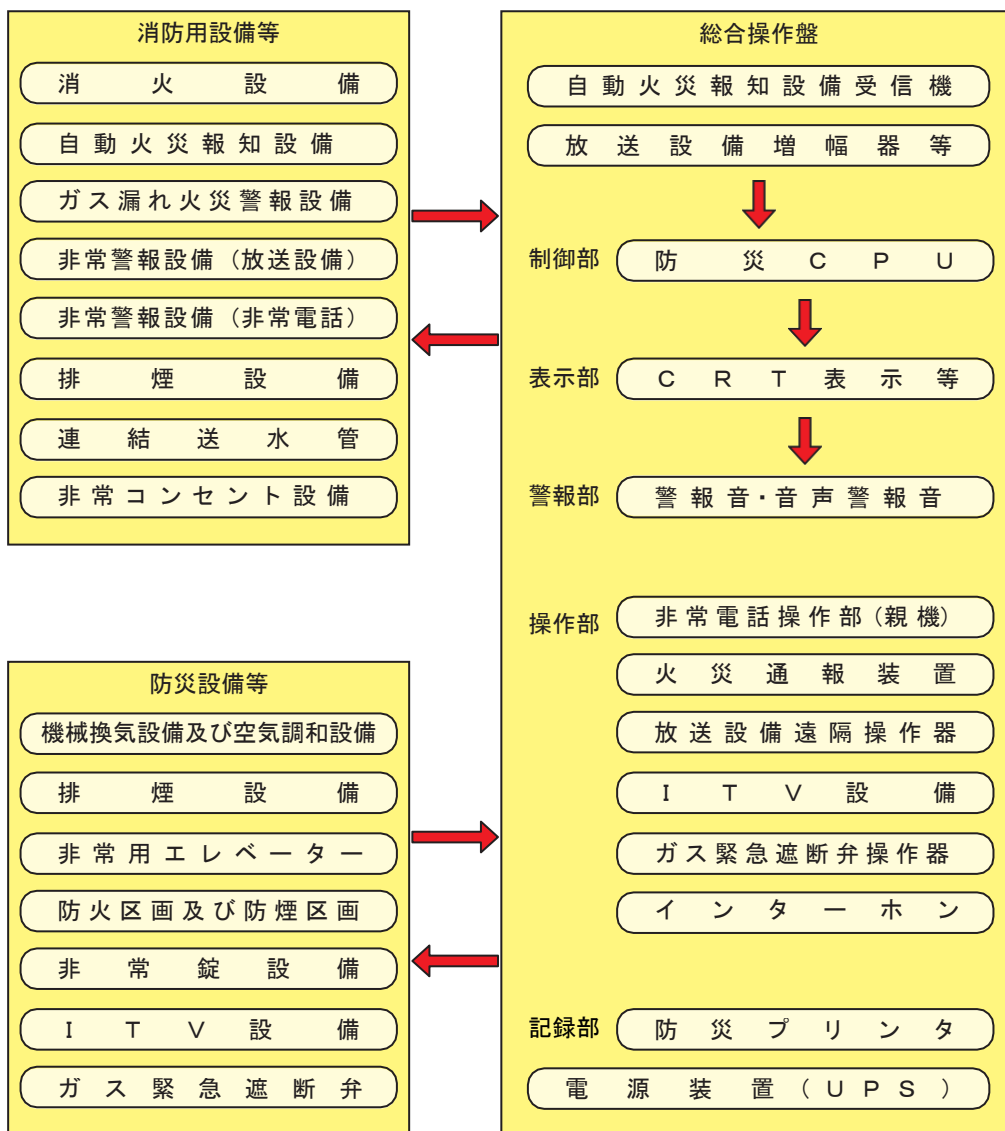 消防用設備等
消火設備
自動火災報知設備
ガス漏れ火災警報設備
非常警報設備（放送設備）
非常警報設備（非常電話）
排煙設備
連結送水管
非常コンセント設備
防災設備等
機械換気設備及び空気調和設備
排煙設備
非常用エレベーター
防火区画及び防煙区画
非常錠設備
ＩＴＶ設備
ガス緊急遮断弁
総合操作盤
自動火災報知設備受信機
放送設備増幅器等
制御部 防災ＣＰＵ
表示部 ＣＲＴ表示等
警報部 警報音・音声警報音
操作部 非常電話操作部（親機）
火災通報装置
放送設備遠隔操作器
ＩＴＶ設備
ガス緊急遮断弁操作器
インターホン
記録部 防災プリンタ
電源装置（ＵＰＳ）